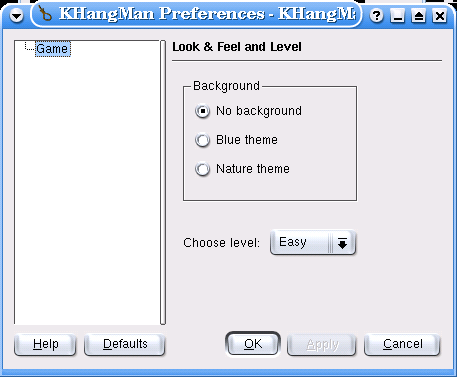 KHangMan Preferences - KHangMa
Game
Look & Feel and Level
Background
No background
Blue theme
Nature theme
Choose level: Easy
Help Defaults OK Apply Cancel